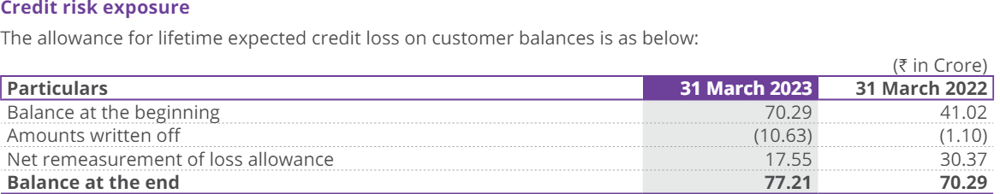 Credit risk exposure
The allowance for lifetime expected credit loss on customer balances is as below:
(₹ in Crore)
Particulars 31 March 2023 31 March 2022
Balance at the beginning 70.29 41.02
Amounts written off (10.63) (1.10)
Net remeasurement of loss allowance 17.55 30.37
Balance at the end 77.21 70.29